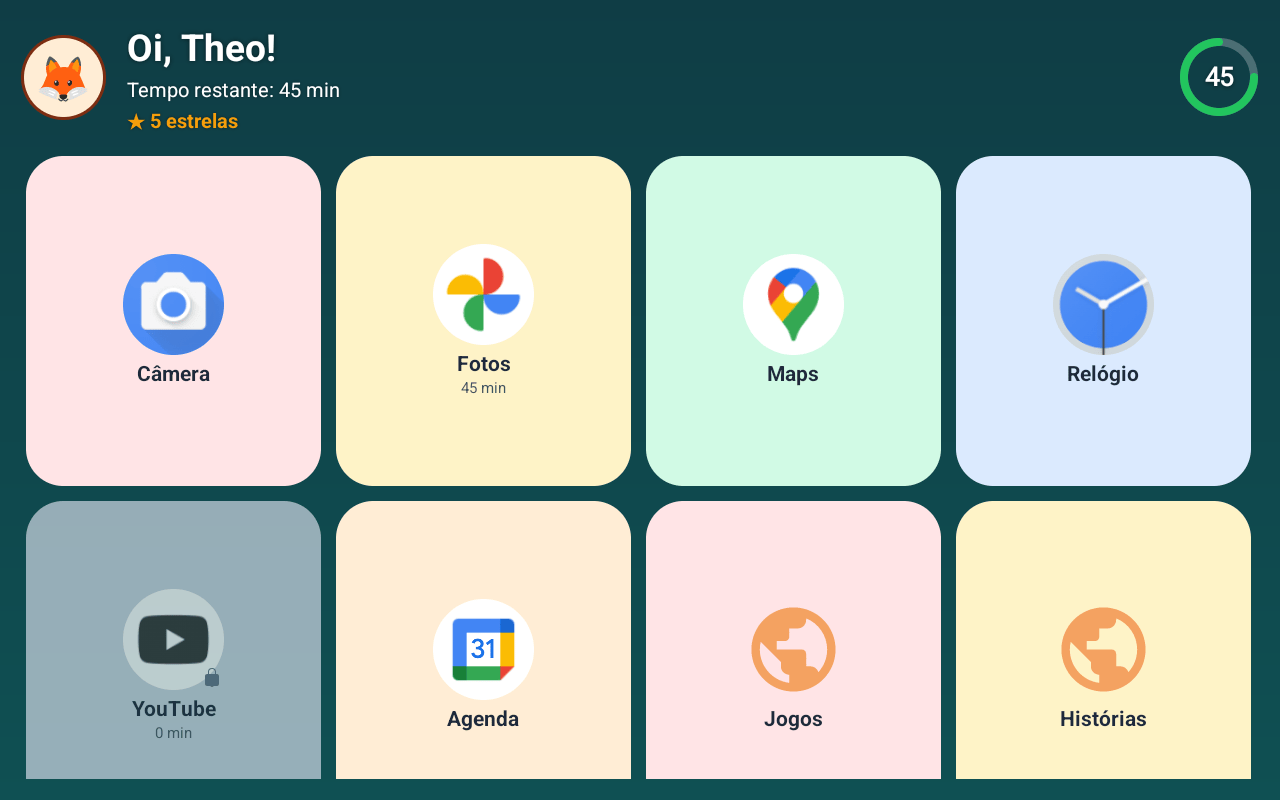 Oi, Theo!
Tempo restante: 45 min
★ 5 estrelas
45
Câmera
Fotos
45 min
Maps
Relógio
YouTube
0 min
31
Agenda
Jogos
Histórias